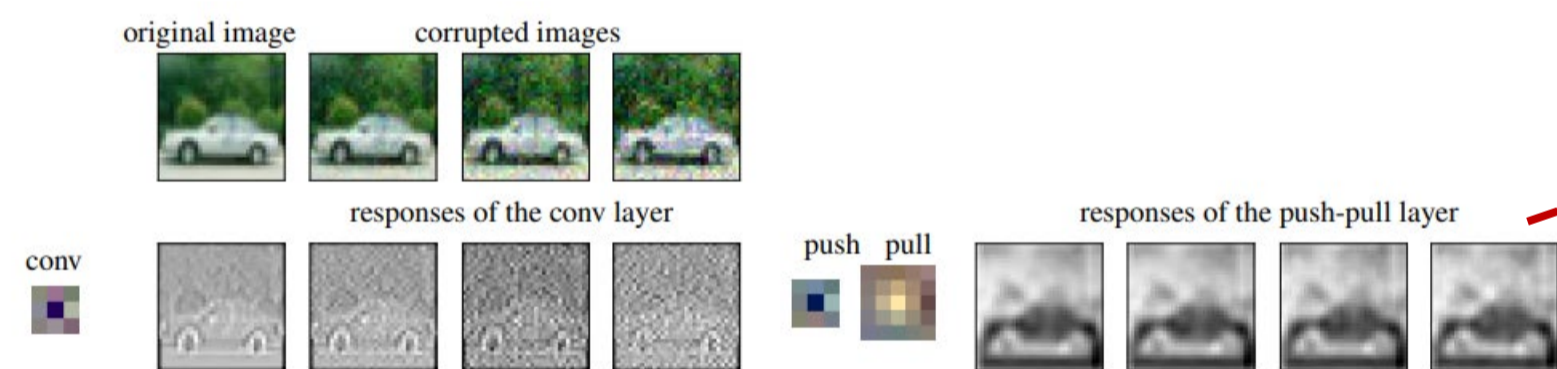 original image
corrupted images
responses of the conv layer
conv
push
pull
responses of the push-pull layer